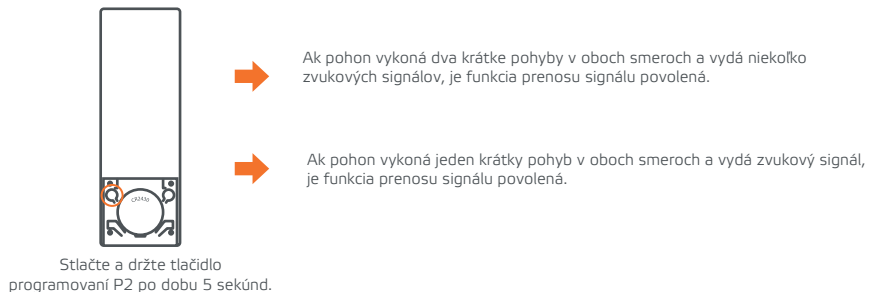 Ak pohon vykoná dva krátke pohyby v oboch smeroch a vydá niekoľko
zvukových signálov, je funkcia prenosu signálu povolená.
Ak pohon vykoná jeden krátky pohyb v oboch smeroch a vydá zvukový signál,
je funkcia prenosu signálu povolená.
CR2430
Stlačte a držte tlačidlo
programovaní P2 po dobu 5 sekúnd.